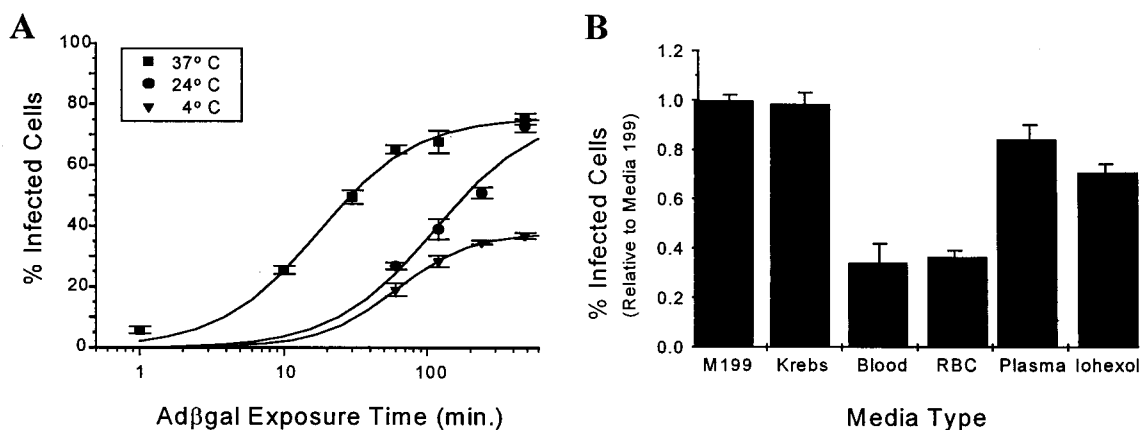 A
100
80
60
40
20
0
% Infected Cells
37° C
24° C
4° C
1
10
100
Adβgal Exposure Time (min.)
B
1.2
1.0
0.8
0.6
0.4
0.2
0.0
% Infected Cells
(Relative to Media 199)
M199 Krebs Blood RBC Plasma Iohexol
Media Type